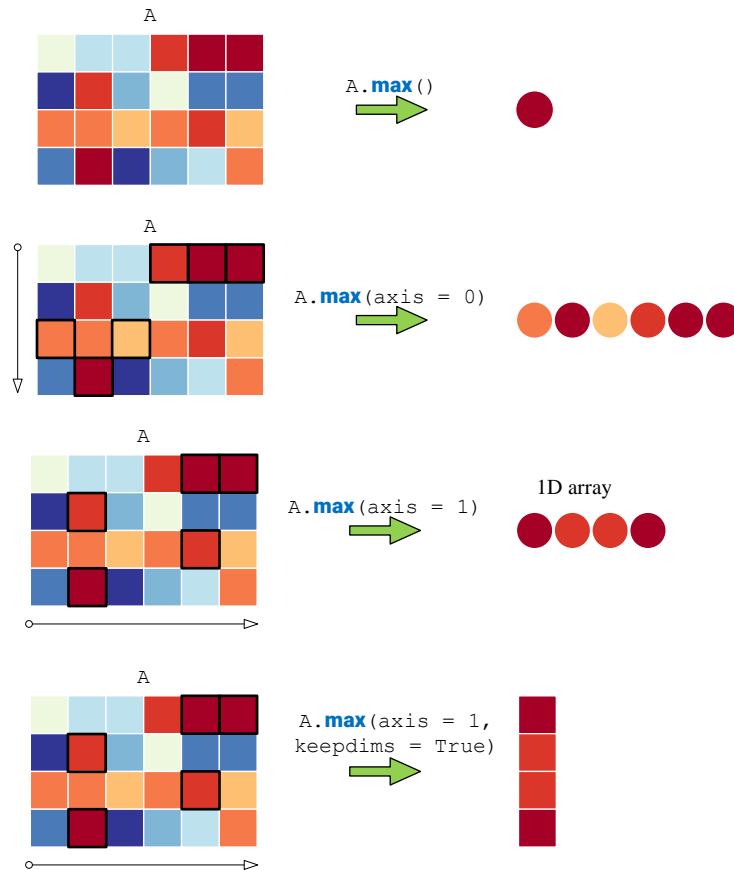 A
A.max()
A
A.max(axis = 0)
A
A.max(axis = 1)
1D array
A
A.max(axis = 1,
keepdims = True)